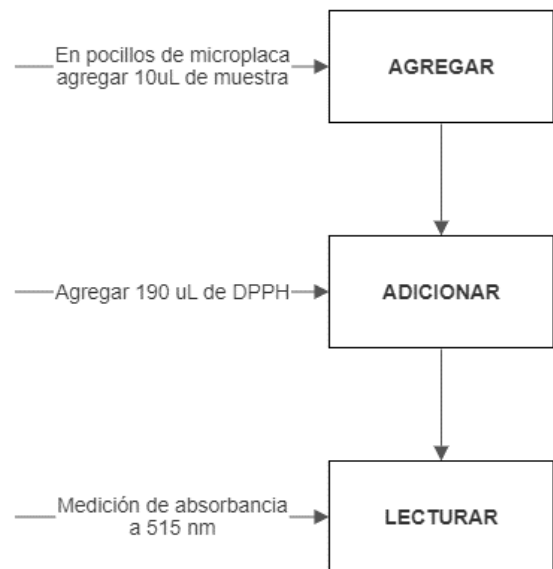 En pocillos de microplaca
agregar 10uL de muestra
AGREGAR
Agregar 190 uL de DPPH
ADICIONAR
Medición de absorbancia
a 515 nm
LECTURAR